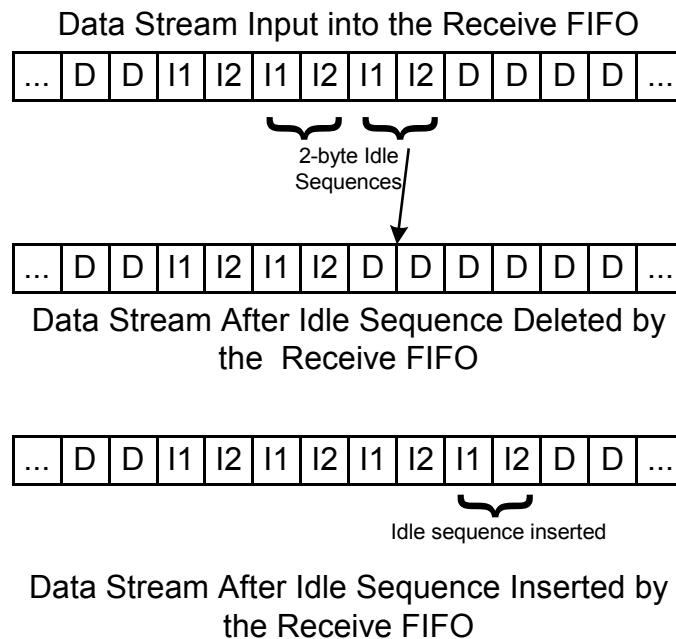 Data Stream Input into the Receive FIFO
... D D I1 I2 I1 I2 I1 I2 D D D D ...
2-byte Idle
Sequences
... D D I1 I2 I1 I2 D D D D D D ...
Data Stream After Idle Sequence Deleted by
the Receive FIFO
... D D I1 I2 I1 I2 I1 I2 I1 I2 D D ...
Idle sequence inserted
Data Stream After Idle Sequence Inserted by
the Receive FIFO